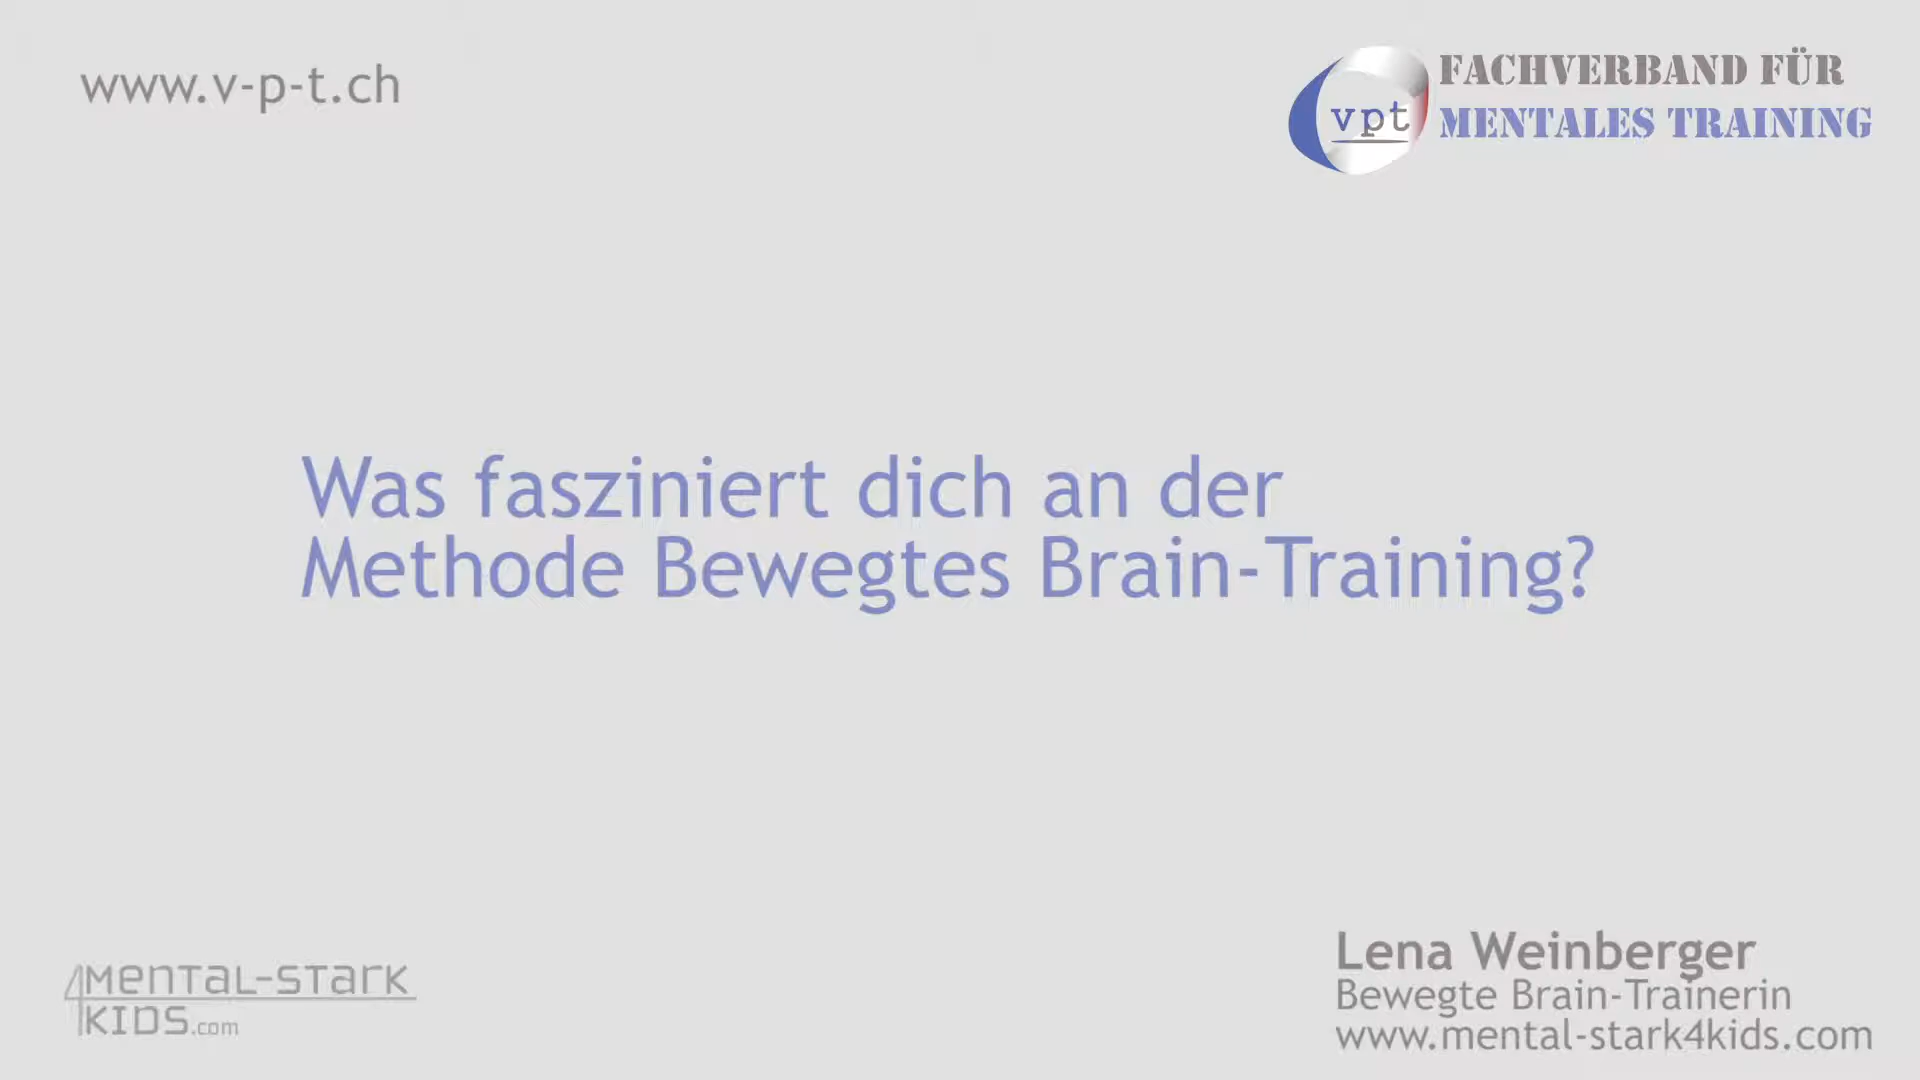 www.v-p-t.ch
vpt
FACHVERBAND FÜR
MENTALES TRAINING
Was fasziniert dich an der
Methode Bewegtes Brain-Training?
4MENTAL-STARK
KIDS.com
Lena Weinberger
Bewegte Brain-Trainerin
www.mental-stark4kids.com